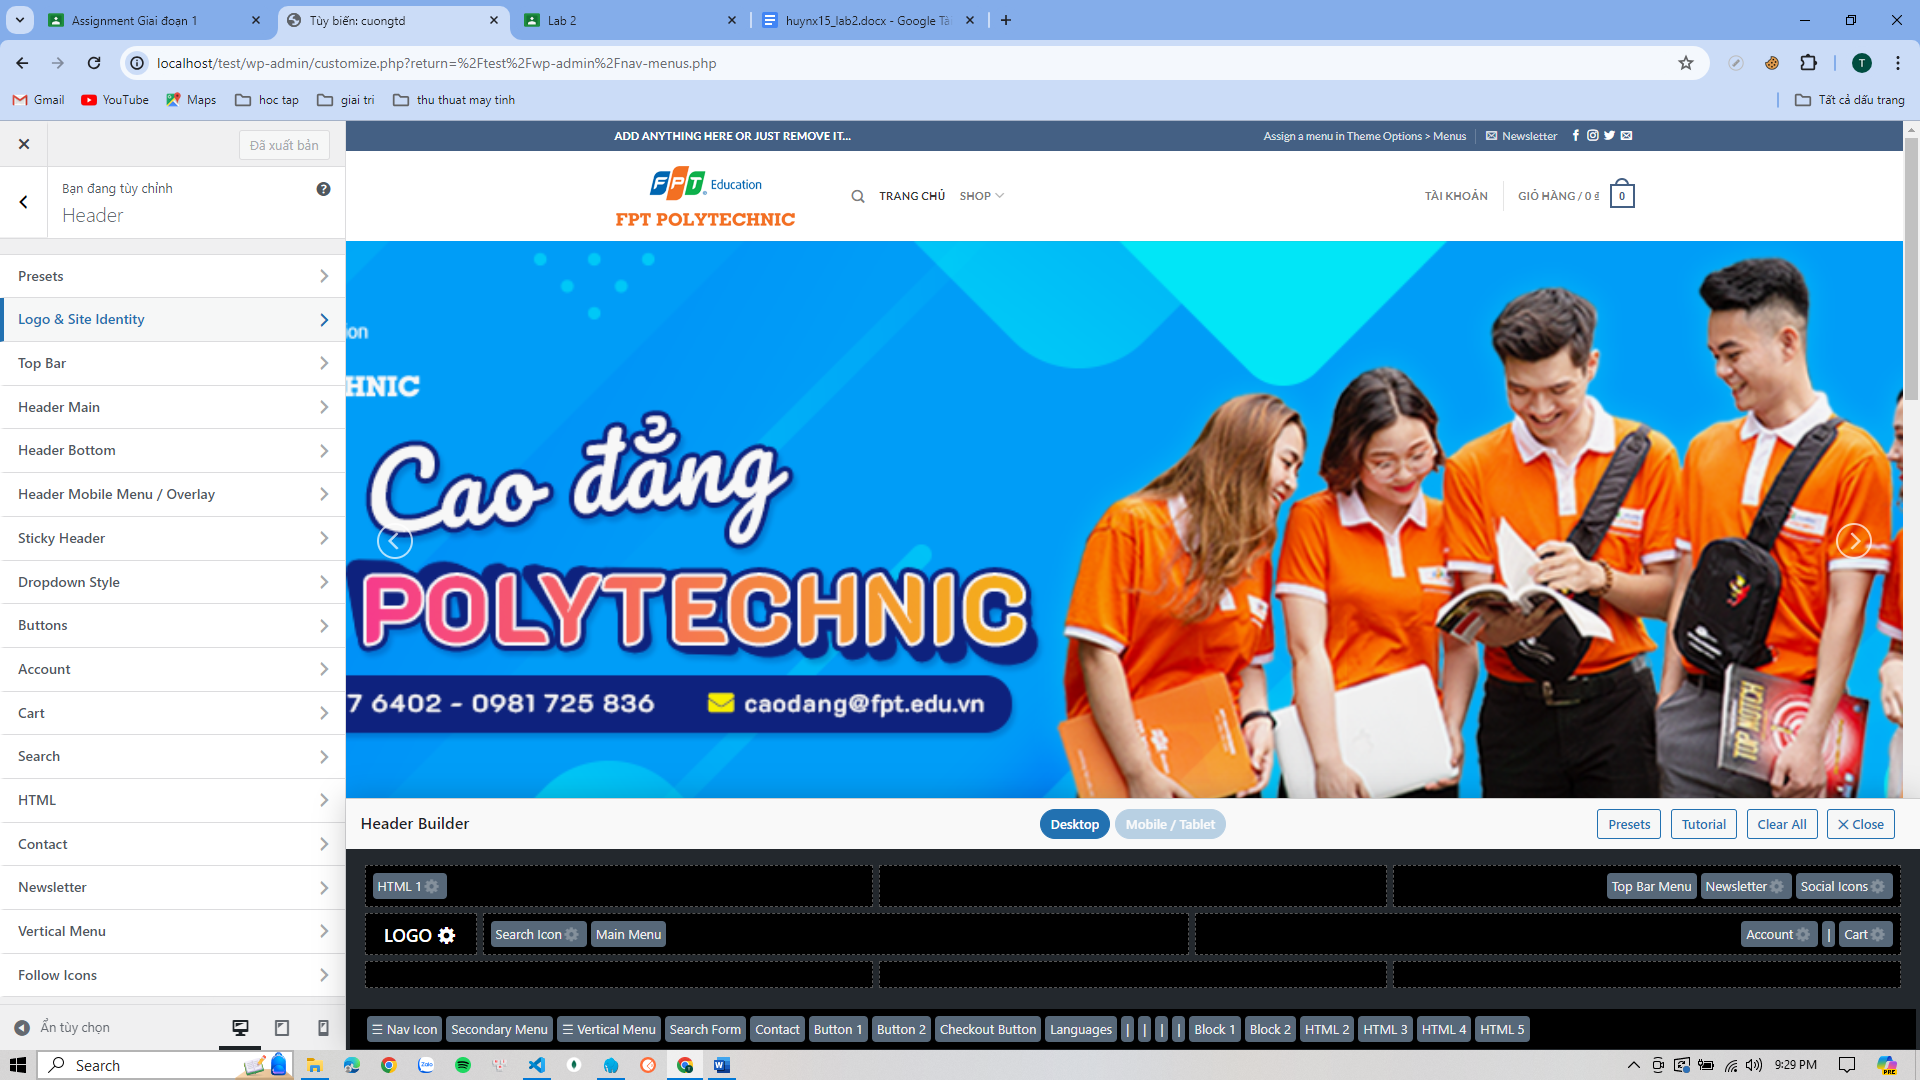 Assignment Giai đoạn 1
Tùy biến: cuongtd
Lab 2
huynx15_lab2.docx - Google Tà
localhost/test/wp-admin/customize.php?return=%2Ftest%2Fwp-admin%2Fnav-menus.php
T
Gmail
YouTube
Maps
hoc tap
giai tri
thu thuat may tinh
Tất cả dấu trang
Đã xuất bản
Bạn đang tùy chỉnh
Header
Presets
Logo & Site Identity
Top Bar
Header Main
Header Bottom
Header Mobile Menu / Overlay
Sticky Header
Dropdown Style
Buttons
Account
Cart
Search
HTML
Contact
Newsletter
Vertical Menu
Follow Icons
Ẩn tùy chọn
ADD ANYTHING HERE OR JUST REMOVE IT...
Assign a menu in Theme Options > Menus
Newsletter
FPT Education
FPT POLYTECHNIC
TRANG CHỦ
SHOP
TÀI KHOẢN
GIỎ HÀNG / 0 ₫
0
ion
HNIC
Cao đẳng
POLYTECHNIC
7 6402 - 0981 725 836
caodang@fpt.edu.vn
TOP NOTCH
Header Builder
Desktop
Mobile / Tablet
Presets
Tutorial
Clear All
Close
HTML 1
Top Bar Menu
Newsletter
Social Icons
LOGO
Search Icon
Main Menu
Account
|
Cart
☰ Nav Icon
Secondary Menu
☰ Vertical Menu
Search Form
Contact
Button 1
Button 2
Checkout Button
Languages
|
|
|
|
Block 1
Block 2
HTML 2
HTML 3
HTML 4
HTML 5
Search
Zalo
9:29 PM
PRE